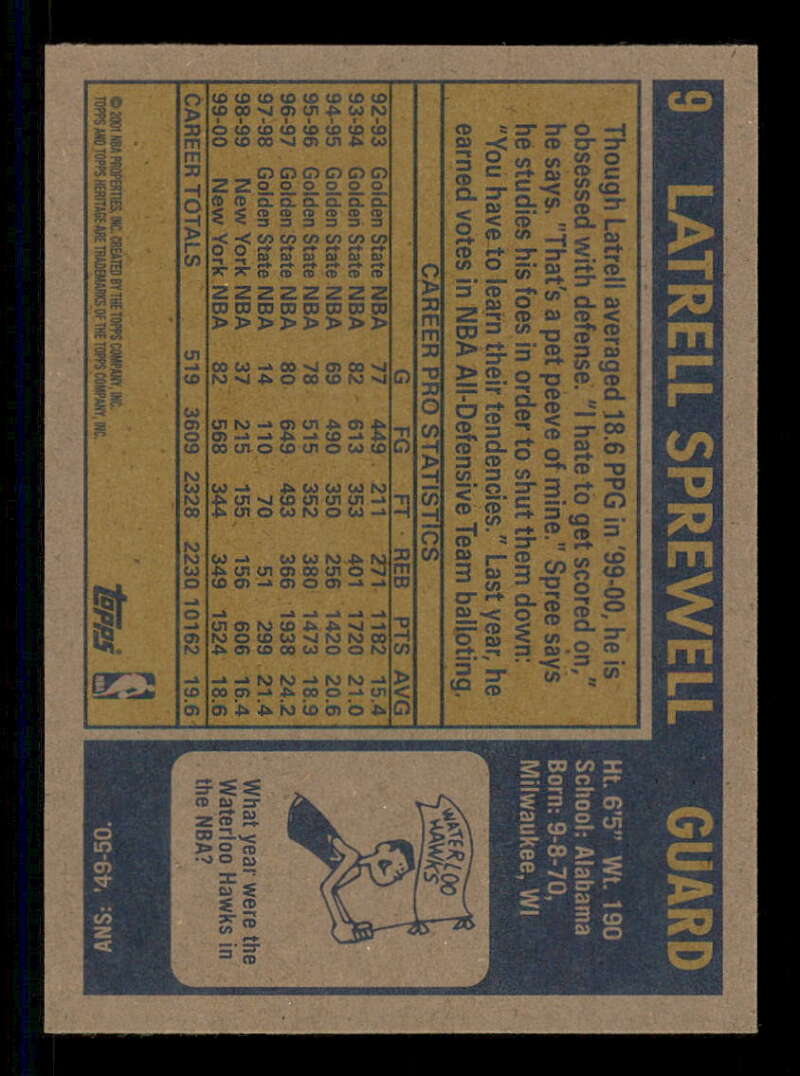 9 LATRELL SPREWELL GUARD
Though Latrell averaged 18.6 PPG in '99-00, he is
obsessed with defense. "I hate to get scored on,"
he says. "That's a pet peeve of mine." Spree says
he studies his foes in order to shut them down:
"You have to learn their tendencies." Last year, he
earned votes in NBA All-Defensive Team balloting.
CAREER PRO STATISTICS
G FG FT REB PTS AVG
92-93 Golden State NBA 77 449 211 271 1182 15.4
93-94 Golden State NBA 82 613 353 401 1720 21.0
94-95 Golden State NBA 69 490 350 256 1420 20.6
95-96 Golden State NBA 78 515 352 380 1473 18.9
96-97 Golden State NBA 80 649 493 366 1938 24.2
97-98 Golden State NBA 14 110 70 51 299 21.4
98-99 New York NBA 37 215 155 156 606 16.4
99-00 New York NBA 82 568 344 349 1524 18.6
CAREER TOTALS 519 3609 2328 2230 10162 19.6
© 2001 NBA PROPERTIES, INC. CREATED BY THE TOPPS COMPANY, INC.
TOPPS AND TOPPS HERITAGE ARE TRADEMARKS OF THE TOPPS COMPANY, INC.
topps
NBA
Ht. 6'5" Wt. 190
School: Alabama
Born: 9-8-70,
Milwaukee, WI
WATERLOO
HAWKS
What year were the
Waterloo Hawks in
the NBA?
ANS: '49-50.